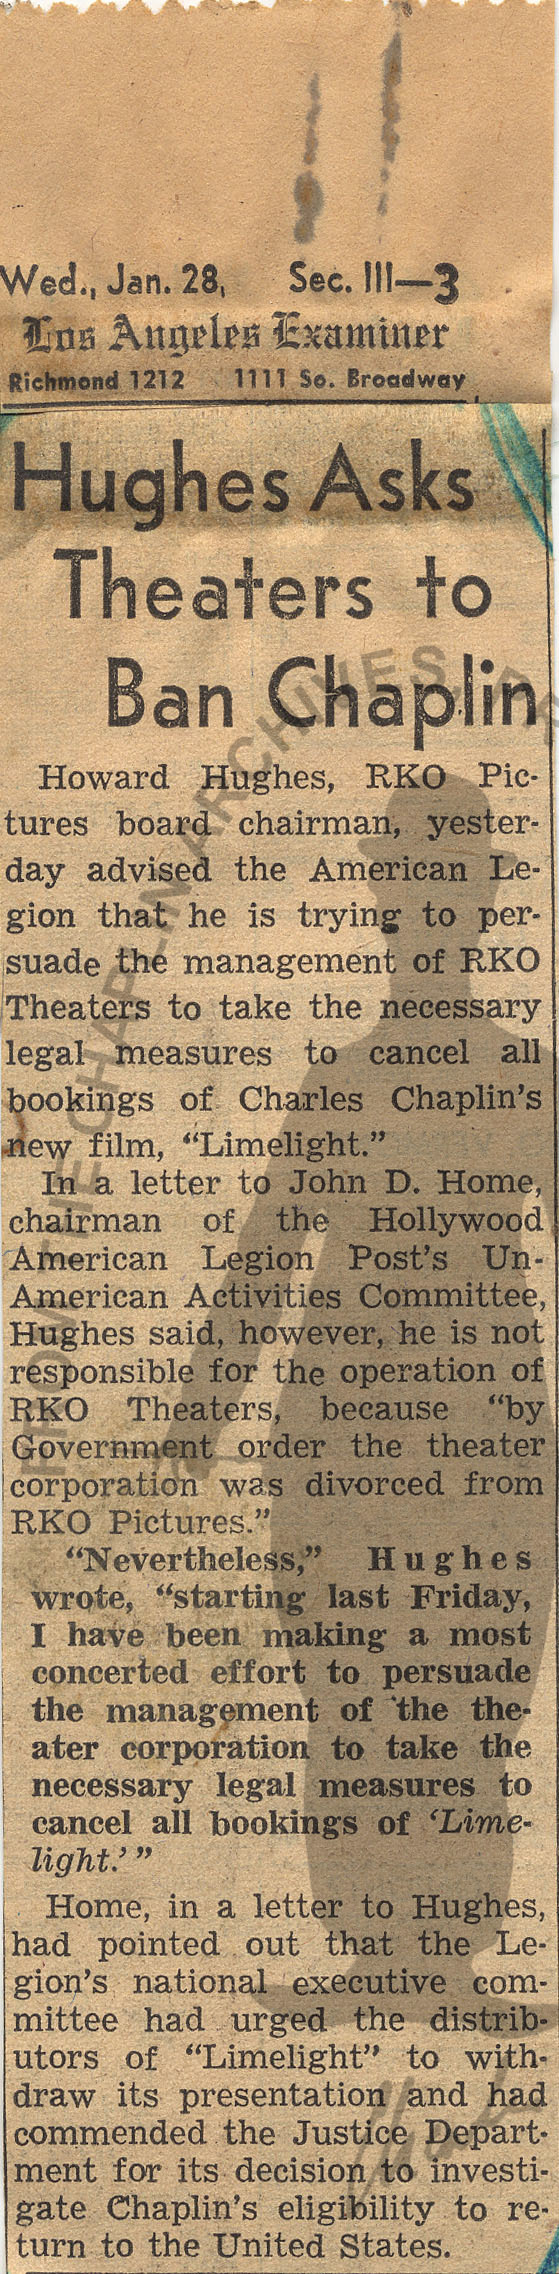 Wed., Jan. 28, Sec. III—3
Los Angeles Examiner
Richmond 1212 1111 So. Broadway
Hughes Asks
Theaters to
Ban Chaplin
Howard Hughes, RKO Pic-
tures board chairman, yester-
day advised the American Le-
gion that he is trying to per-
suade the management of RKO
Theaters to take the necessary
legal measures to cancel all
bookings of Charles Chaplin's
new film, "Limelight."
In a letter to John D. Home,
chairman of the Hollywood
American Legion Post's Un-
American Activities Committee,
Hughes said, however, he is not
responsible for the operation of
RKO Theaters, because "by
Government order the theater
corporation was divorced from
RKO Pictures."
"Nevertheless," Hughes
wrote, "starting last Friday,
I have been making a most
concerted effort to persuade
the management of the the-
ater corporation to take the
necessary legal measures to
cancel all bookings of 'Lime-
light.'"
Home, in a letter to Hughes,
had pointed out that the Le-
gion's national executive com-
mittee had urged the distrib-
utors of "Limelight" to with-
draw its presentation and had
commended the Justice Depart-
ment for its decision to investi-
gate Chaplin's eligibility to re-
turn to the United States.
CHAPLIN ARCHIVES,